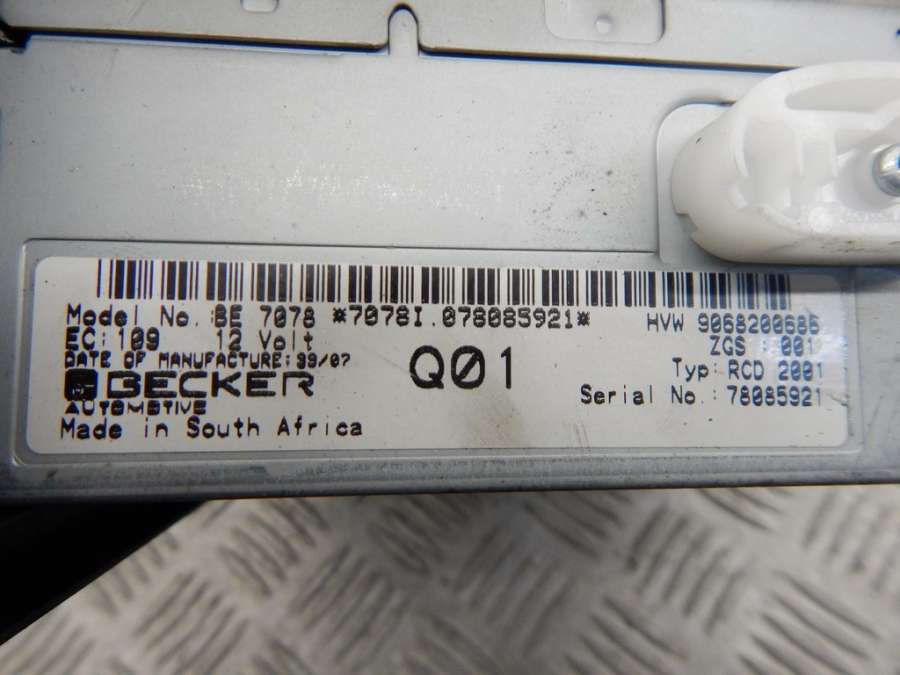 Model No. BE 7078 *7078I.078085921* HVW 9068200686
EC:109 12 Volt ZGS : 001
DATE OF MANUFACTURE:39/07 Q01 Typ: RCD 2001
BECKER
AUTOMOTIVE Serial No.: 78085921
Made in South Africa